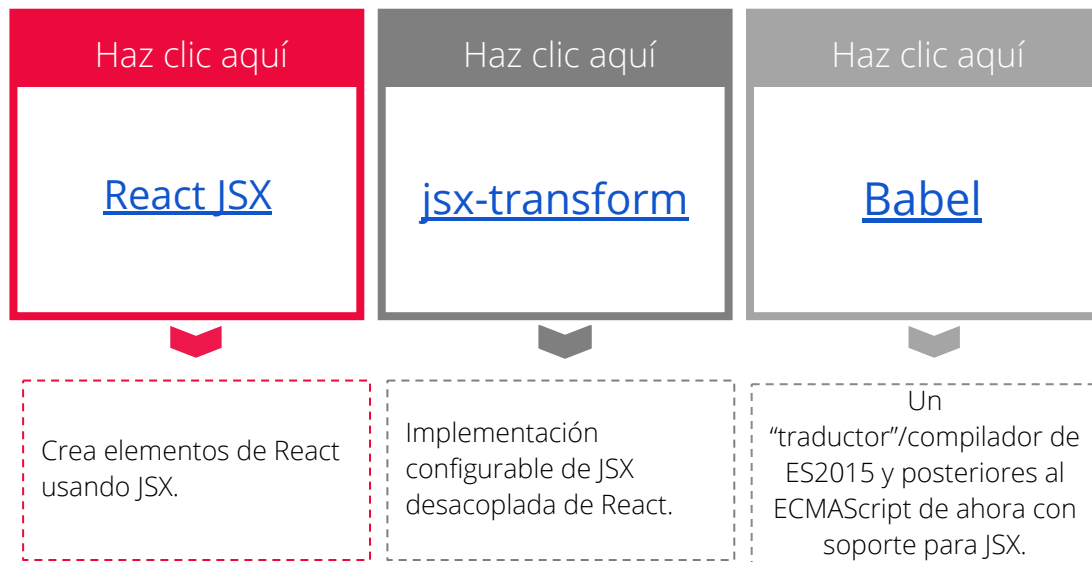 Haz clic aquí
React JSX
Crea elementos de React
usando JSX.
Haz clic aquí
jsx-transform
Implementación
configurable de JSX
desacoplada de React.
Haz clic aquí
Babel
Un
“traductor”/compilador de
ES2015 y posteriores al
ECMAScript de ahora con
soporte para JSX.